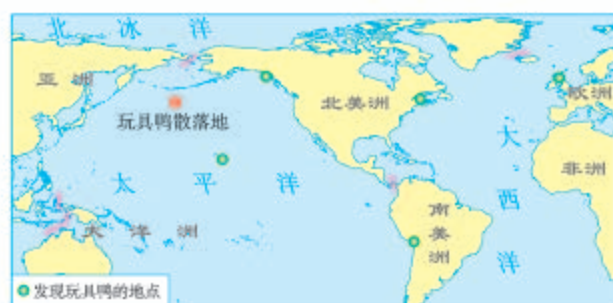 北冰洋
亚洲
北美洲
欧洲
玩具鸭散落地
大西洋
非洲
太平洋
大洋洲
南美洲
发现玩具鸭的地点